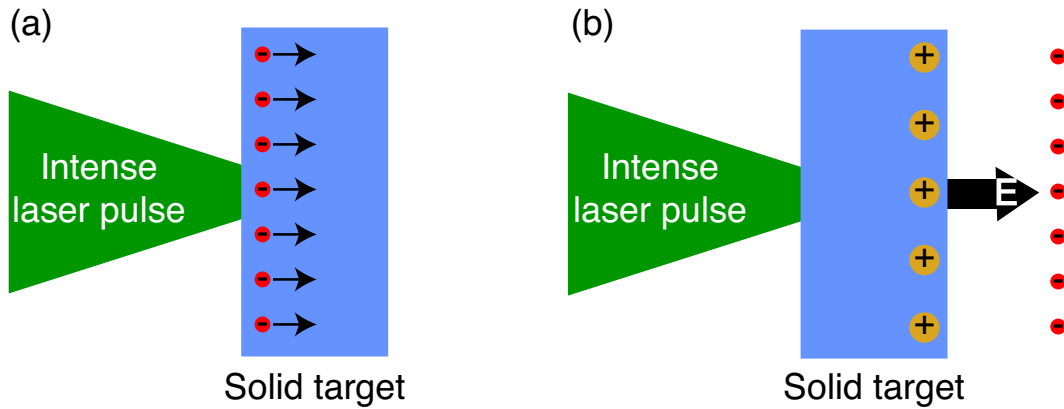 (a)
Intense
laser pulse
Solid target
(b)
Intense
laser pulse
E
Solid target